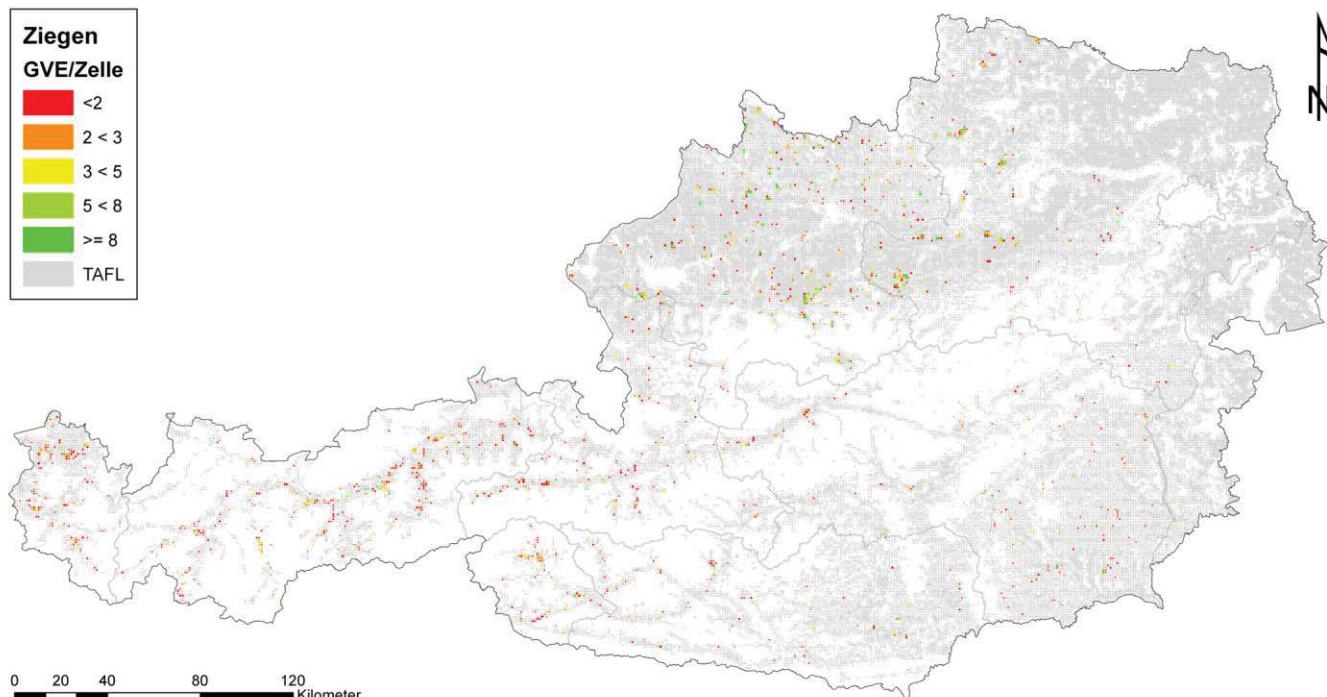 Ziegen
GVE/Zelle
<2
2 < 3
3 < 5
5 < 8
>= 8
TAFL
N
0 20 40 80 120
Kilometer